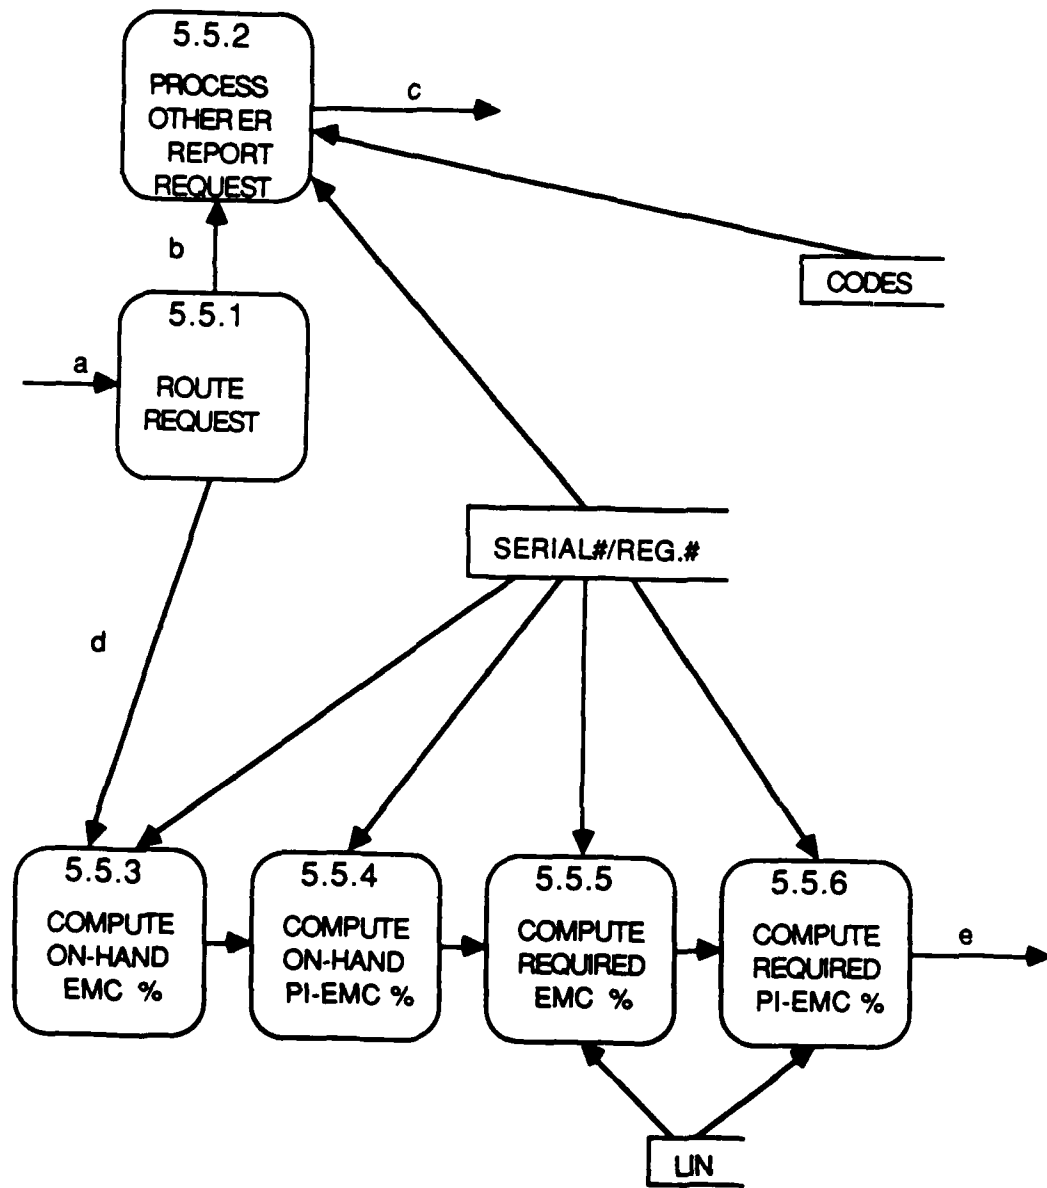 5.5.2
PROCESS
OTHER ER
REPORT
REQUEST
c
b
CODES
5.5.1
a
ROUTE
REQUEST
SERIAL#/REG.#
d
5.5.3
COMPUTE
ON-HAND
EMC %
5.5.4
COMPUTE
ON-HAND
PI-EMC %
5.5.5
COMPUTE
REQUIRED
EMC %
5.5.6
COMPUTE
REQUIRED
PI-EMC %
e
LIN